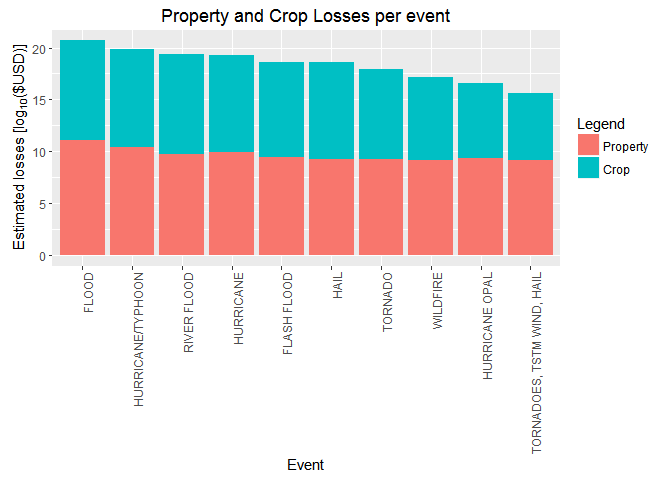 Property and Crop Losses per event
Estimated losses [log10($USD)]
20
15
10
5
0
FLOOD
HURRICANE/TYPHOON
RIVER FLOOD
HURRICANE
FLASH FLOOD
HAIL
TORNADO
WILDFIRE
HURRICANE OPAL
TORNADOES, TSTM WIND, HAIL
Event
Legend
Property
Crop